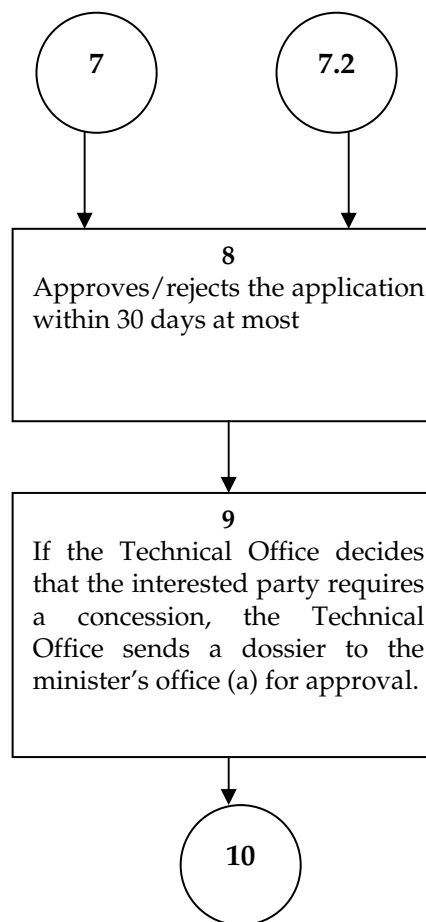 7 7.2
8
Approves/rejects the application
within 30 days at most
9
If the Technical Office decides
that the interested party requires
a concession, the Technical
Office sends a dossier to the
minister’s office (a) for approval.
10